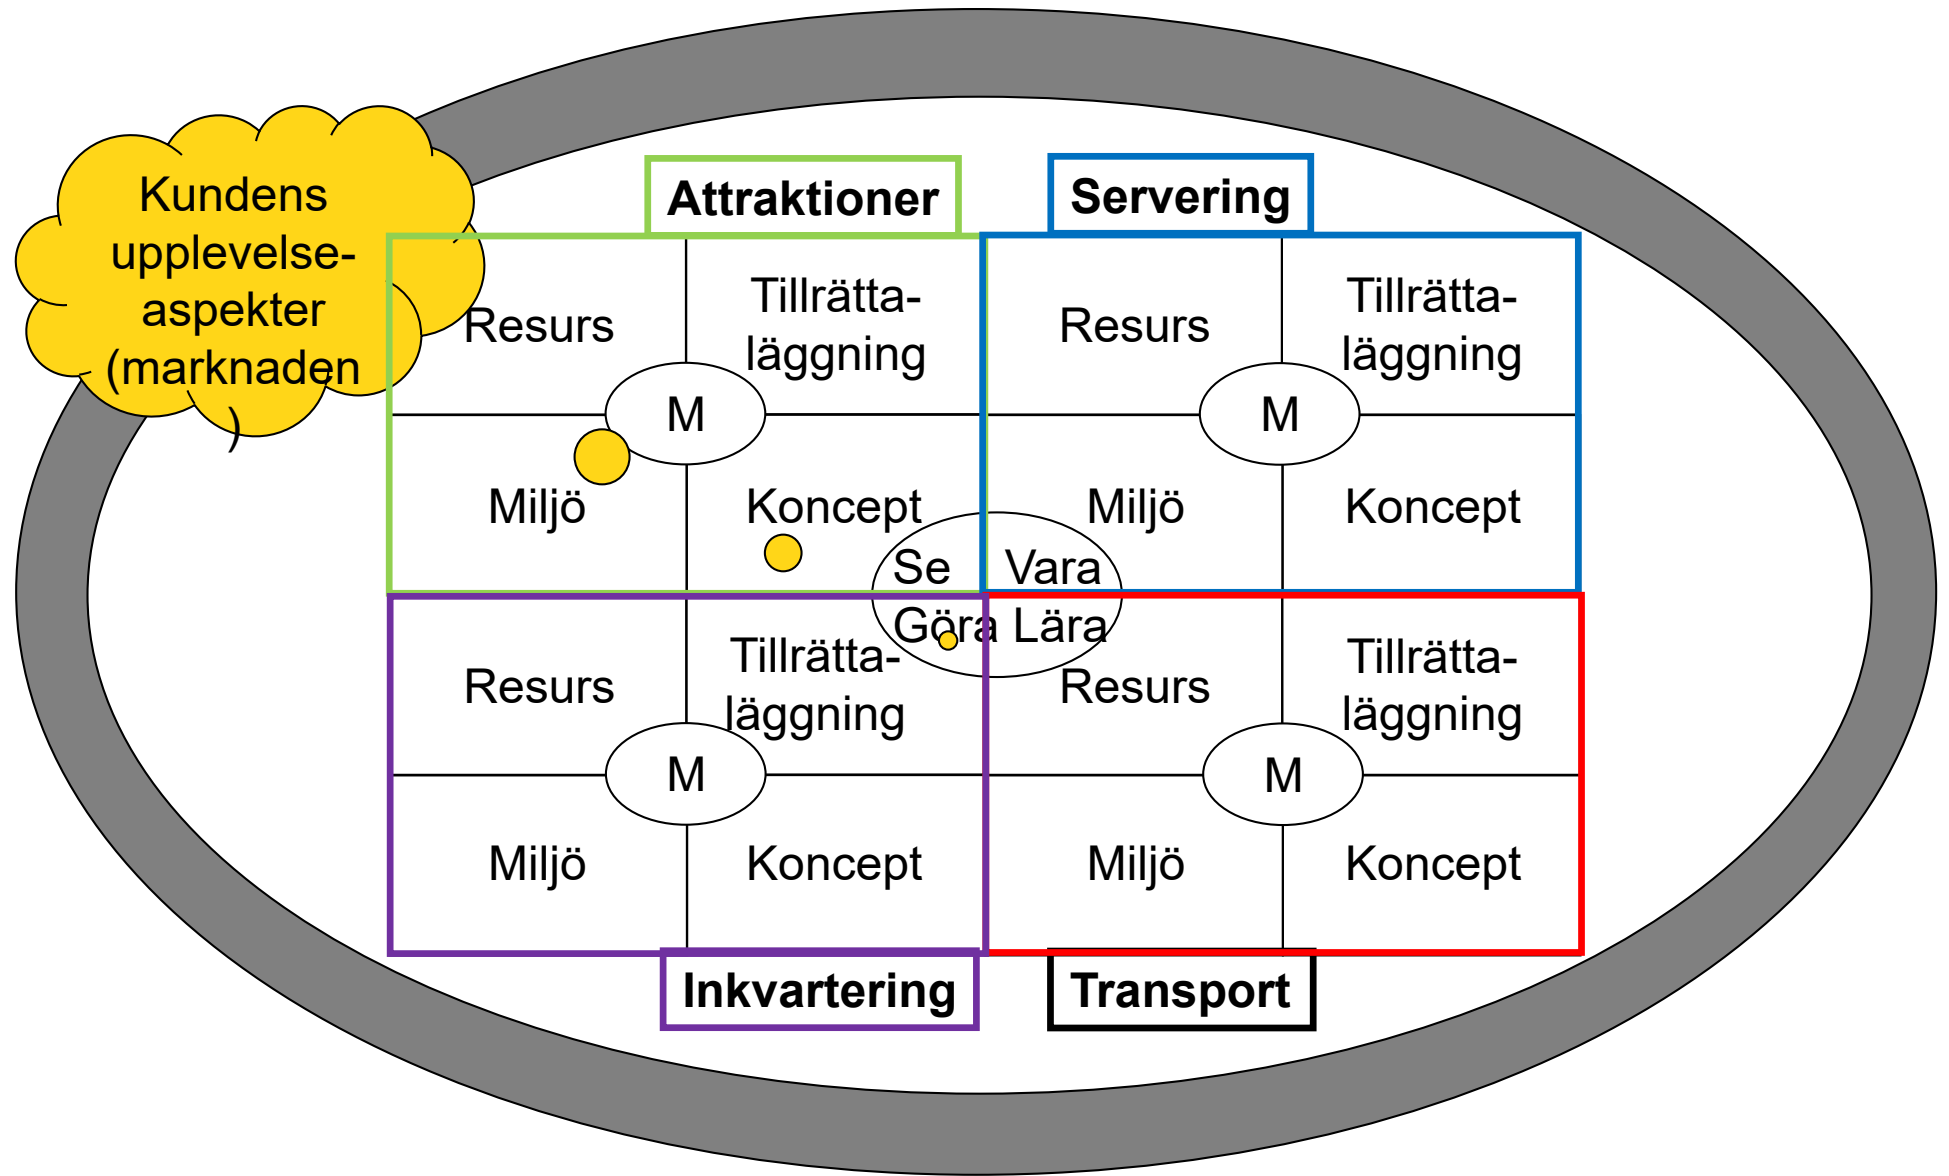 Kundens
upplevelse-
aspekter
(marknaden
)
Attraktioner
Resurs
Tillrätta-
läggning
M
Miljö
Koncept
Servering
Resurs
Tillrätta-
läggning
M
Miljö
Koncept
Se Vara
Göra Lära
Resurs
Tillrätta-
läggning
M
Miljö
Koncept
Inkvartering
Resurs
Tillrätta-
läggning
M
Miljö
Koncept
Transport